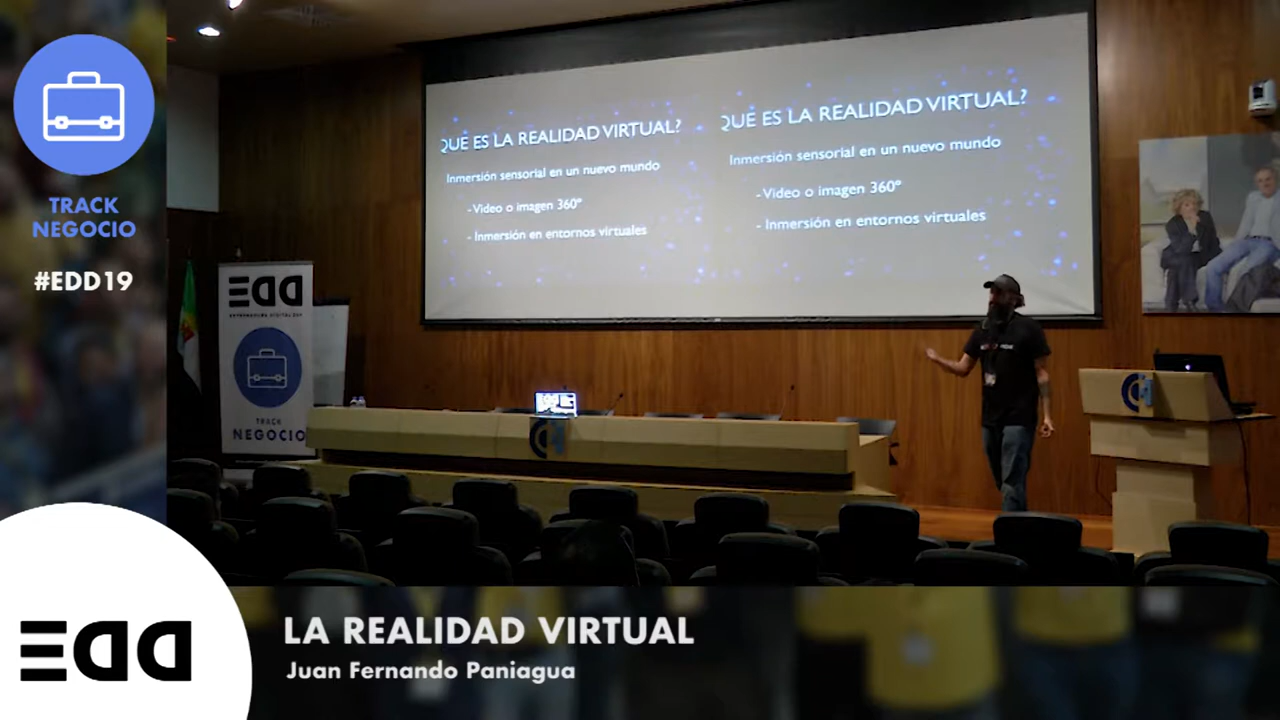 TRACK
NEGOCIO
#EDD19
QUÉ ES LA REALIDAD VIRTUAL?
Inmersión sensorial en un nuevo mundo
- Video o imagen 360º
- Inmersión en entornos virtuales
QUÉ ES LA REALIDAD VIRTUAL?
Inmersión sensorial en un nuevo mundo
- Video o imagen 360º
- Inmersión en entornos virtuales
EDD
TRACK
NEGOCIO
EDD
LA REALIDAD VIRTUAL
Juan Fernando Paniagua